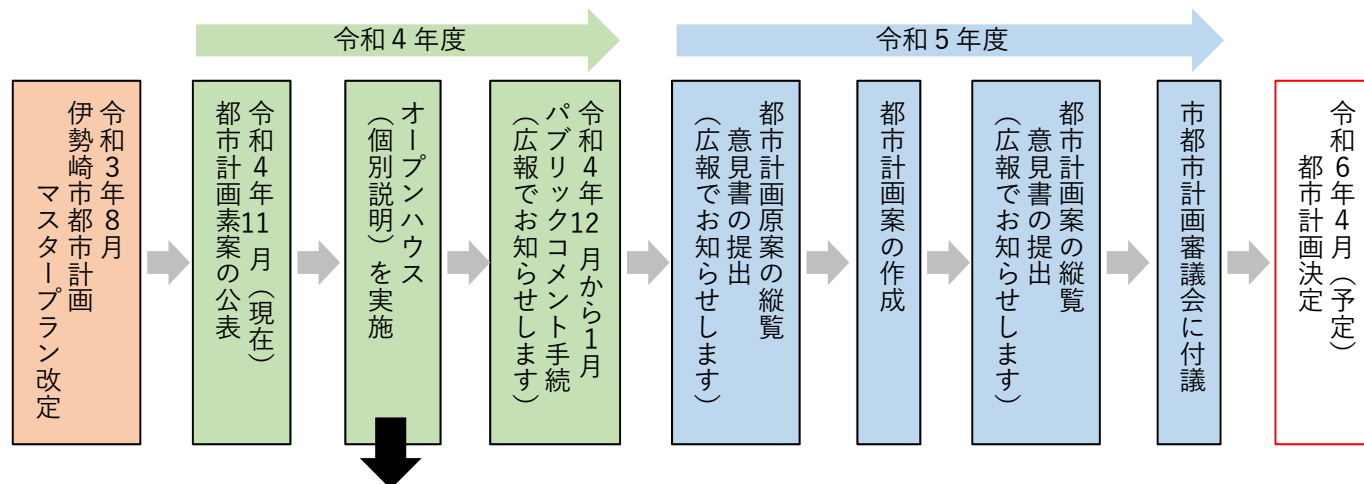 令和4年度
令和5年度
令和3年8月
伊勢崎市都市計画
マスタープラン改定
令和4年11月（現在）
都市計画素案の公表
オープンハウス
（個別説明）を実施
令和4年12月から1月
パブリックコメント手続
（広報でお知らせします）
都市計画原案の縦覧
意見書の提出
（広報でお知らせします）
都市計画案の作成
都市計画案の縦覧
意見書の提出
（広報でお知らせします）
市都市計画審議会に付議
令和6年4月（予定）
都市計画決定